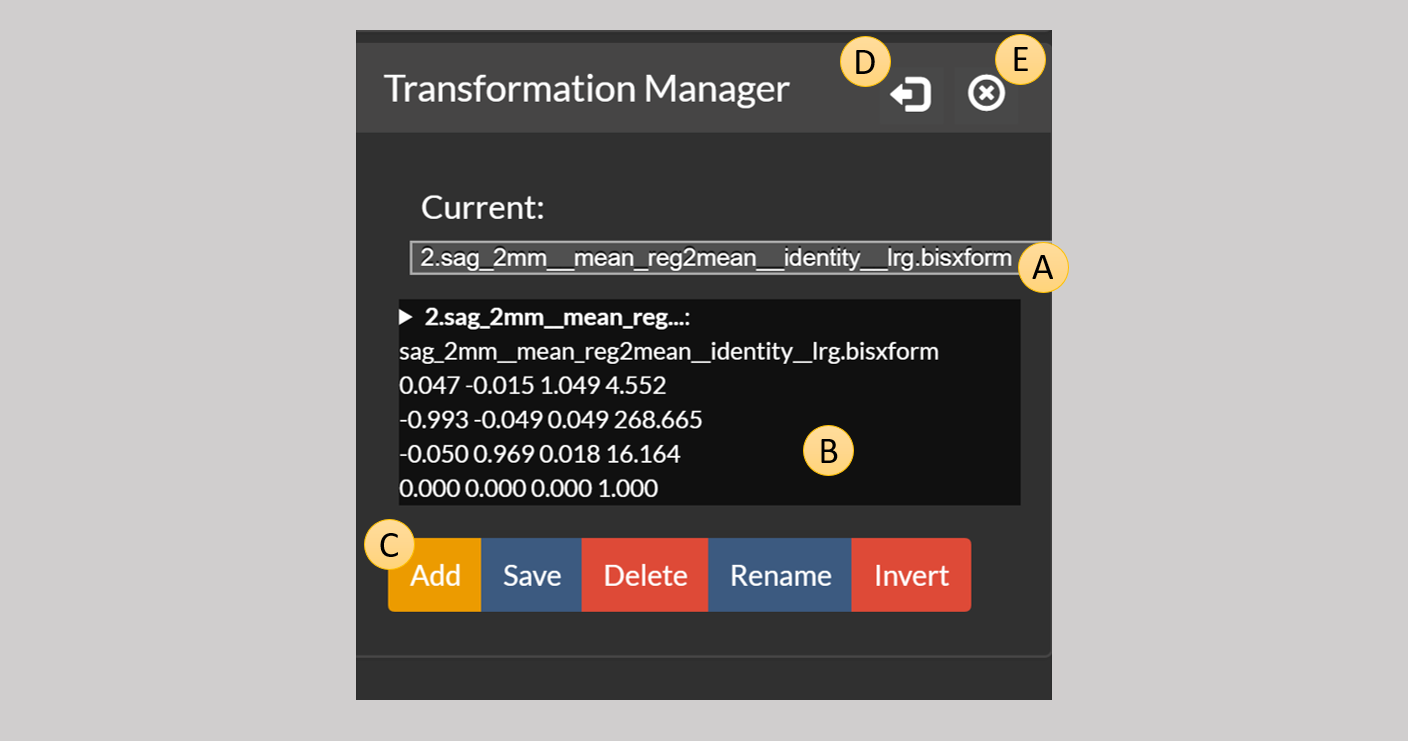 D
E
Transformation Manager
Current:
2.sag_2mm__mean_reg2mean__identity__lrg.bisxform
A
2.sag_2mm__mean_reg...:
sag_2mm__mean_reg2mean__identity__lrg.bisxform
0.047 -0.015 1.049 4.552
-0.993 -0.049 0.049 268.665
-0.050 0.969 0.018 16.164
B
0.000 0.000 0.000 1.000
C
Add Save Delete Rename Invert